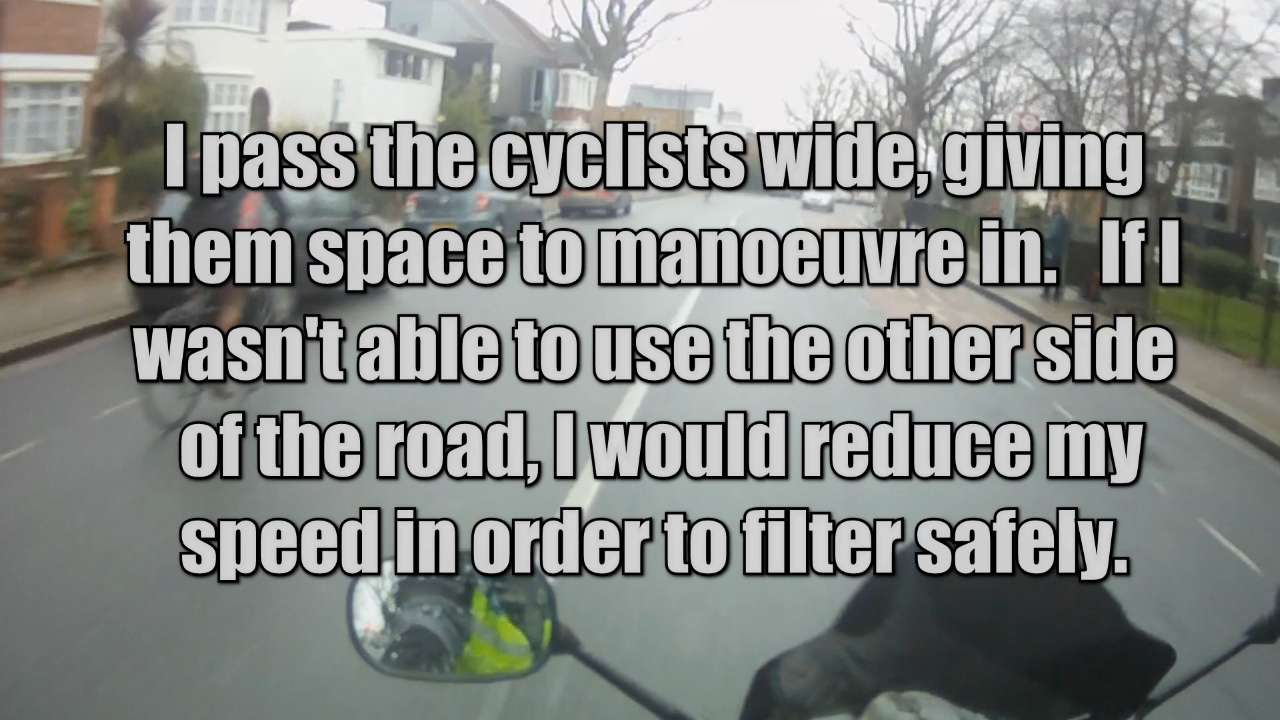 I pass the cyclists wide, giving
them space to manoeuvre in.   If I
wasn't able to use the other side
of the road, I would reduce my
speed in order to filter safely.